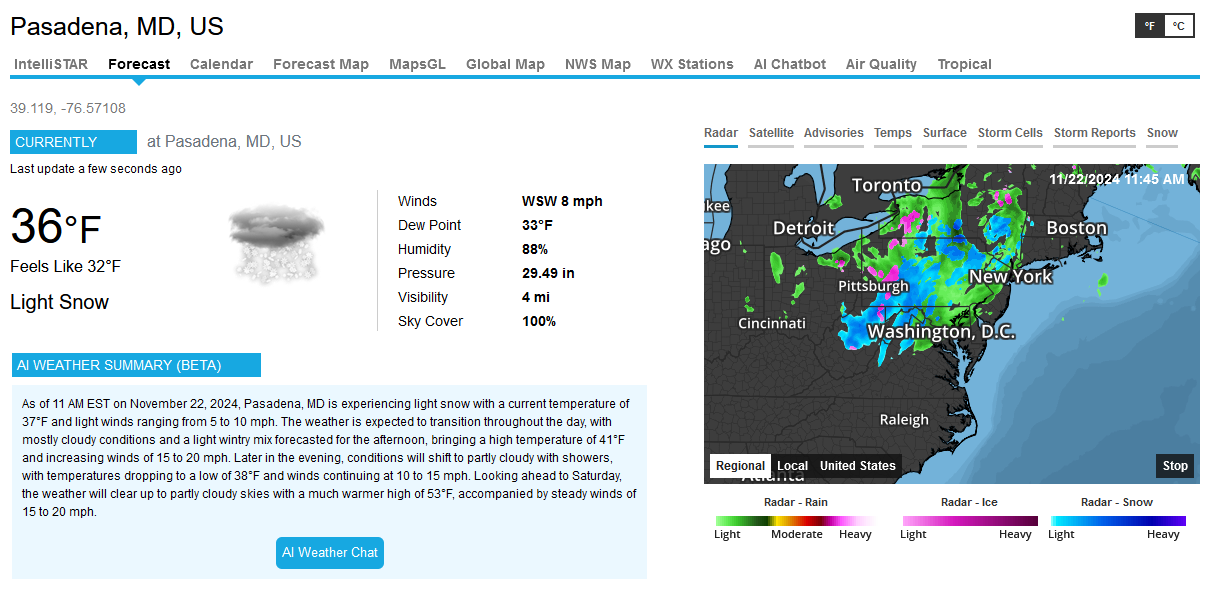 Pasadena, MD, US
°F °C
IntelliSTAR Forecast Calendar Forecast Map MapsGL Global Map NWS Map WX Stations AI Chatbot Air Quality Tropical
39.119, -76.57108
CURRENTLY at Pasadena, MD, US
Last update a few seconds ago
36°F
Feels Like 32°F
Light Snow
Winds WSW 8 mph
Dew Point 33°F
Humidity 88%
Pressure 29.49 in
Visibility 4 mi
Sky Cover 100%
AI WEATHER SUMMARY (BETA)
As of 11 AM EST on November 22, 2024, Pasadena, MD is experiencing light snow with a current temperature of
37°F and light winds ranging from 5 to 10 mph. The weather is expected to transition throughout the day, with
mostly cloudy conditions and a light wintry mix forecasted for the afternoon, bringing a high temperature of 41°F
and increasing winds of 15 to 20 mph. Later in the evening, conditions will shift to partly cloudy with showers,
with temperatures dropping to a low of 38°F and winds continuing at 10 to 15 mph. Looking ahead to Saturday,
the weather will clear up to partly cloudy skies with a much warmer high of 53°F, accompanied by steady winds of
15 to 20 mph.
AI Weather Chat
Radar Satellite Advisories Temps Surface Storm Cells Storm Reports Snow
11/22/2024 11:45 AM
Toronto
kee
Detroit
Boston
ago
New York
Pittsburgh
Cincinnati
Washington, D.C.
Raleigh
Atlanta
Regional Local United States
Stop
Radar - Rain Radar - Ice Radar - Snow
Light Moderate Heavy Light Heavy Light Heavy